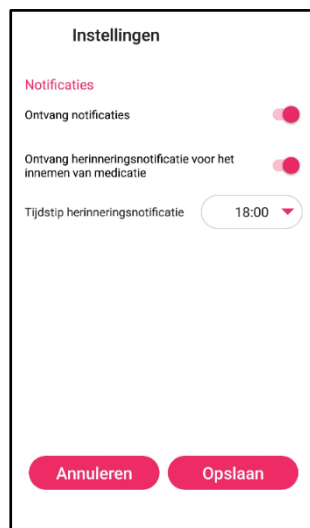 Instellingen
Notificaties
Ontvang notificaties
Ontvang herinneringsnotificatie voor het
innemen van medicatie
Tijdstip herinneringsnotificatie 18:00
Annuleren Opslaan